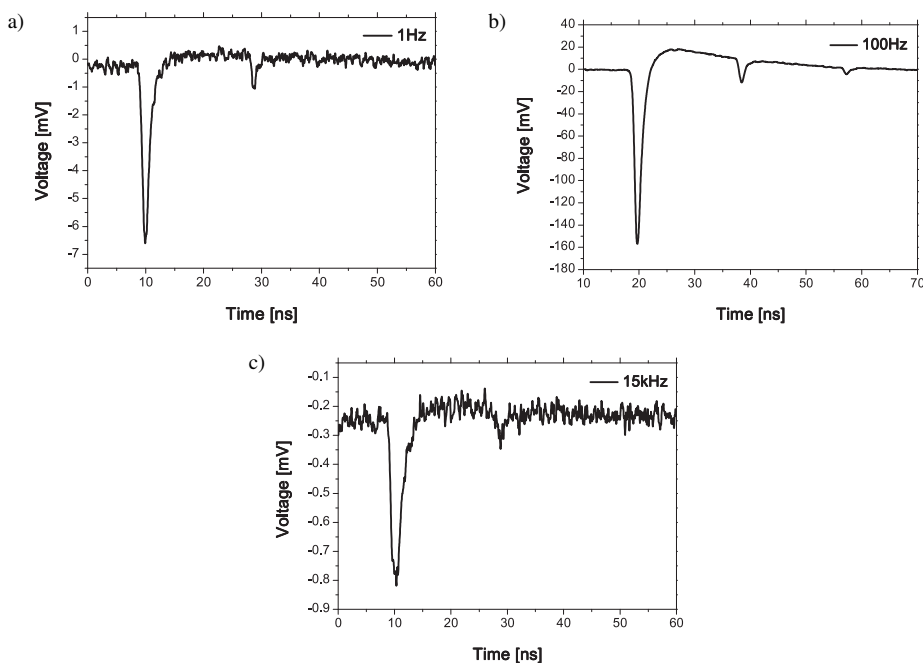 a)
1Hz
1
0
-1
-2
-3
-4
-5
-6
-7
Voltage [mV]
0 10 20 30 40 50 60
Time [ns]
b)
100Hz
40
20
0
-20
-40
-60
-80
-100
-120
-140
-160
-180
Voltage [mV]
10 20 30 40 50 60 70
Time [ns]
c)
15kHz
-0.1
-0.2
-0.3
-0.4
-0.5
-0.6
-0.7
-0.8
-0.9
Voltage [mV]
0 10 20 30 40 50 60
Time [ns]